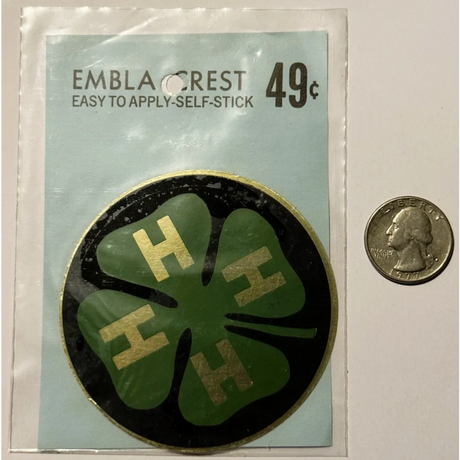 EMBLA CREST
EASY TO APPLY-SELF-STICK
49¢
H
H
H
H
LIBERTY